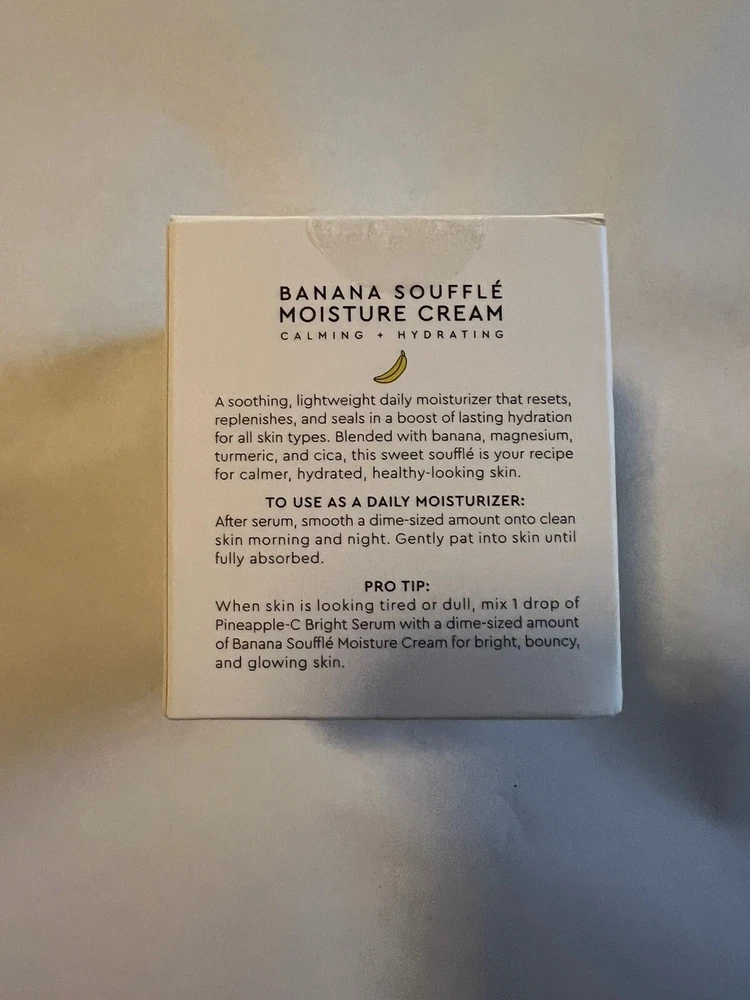 BANANA SOUFFLÉ
MOISTURE CREAM
CALMING + HYDRATING
A soothing, lightweight daily moisturizer that resets,
replenishes, and seals in a boost of lasting hydration
for all skin types. Blended with banana, magnesium,
turmeric, and cica, this sweet soufflé is your recipe
for calmer, hydrated, healthy-looking skin.
TO USE AS A DAILY MOISTURIZER:
After serum, smooth a dime-sized amount onto clean
skin morning and night. Gently pat into skin until
fully absorbed.
PRO TIP:
When skin is looking tired or dull, mix 1 drop of
Pineapple-C Bright Serum with a dime-sized amount
of Banana Soufflé Moisture Cream for bright, bouncy,
and glowing skin.